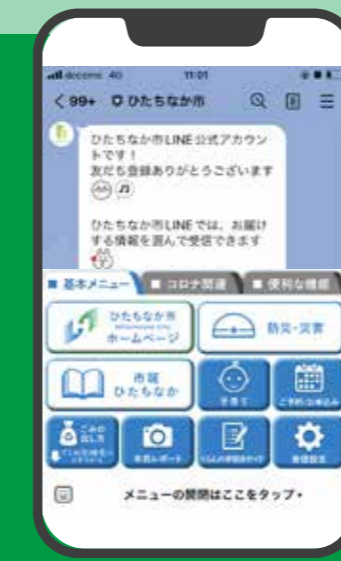 docomo 4G 11:01
99+ ひたちなか市
ひたちなか市LINE公式アカウン
トです！
友だち登録ありがとうございます
ひたちなか市LINEでは、お届け
する情報を選んで受信できます
基本メニュー コロナ関連 便利な機能
ひたちなか市
ホームページ
防災・災害
市報
ひたちなか
子育て
ご予約・お申込み
ごみの
出し方
市民レポート
受信設定
メニューの開閉はここをタップ